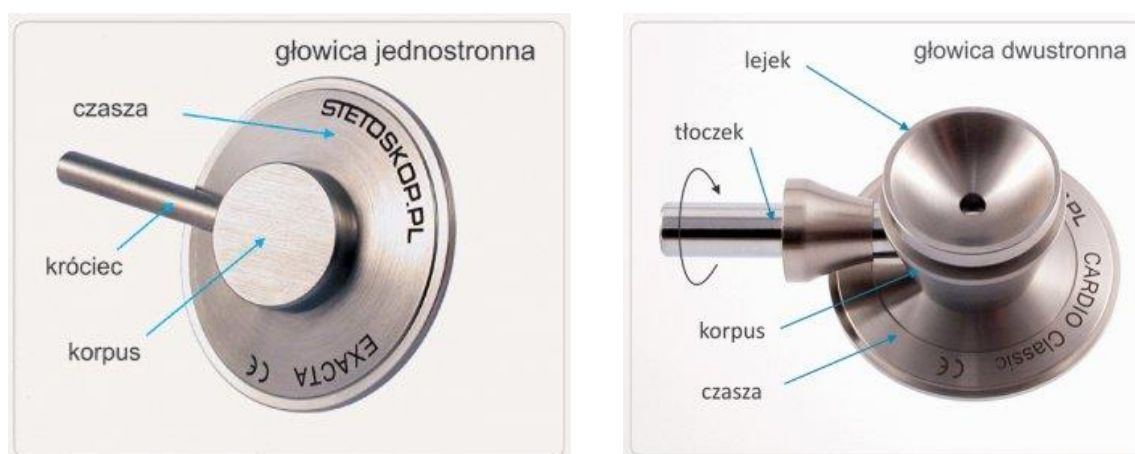 głowica jednostronna
czasza
STETOSKOP.PL
króciec
korpus
EXACTA CE
głowica dwustronna
lejek
tłoczek
.PL
CARDIO Classic CE
korpus
czasza